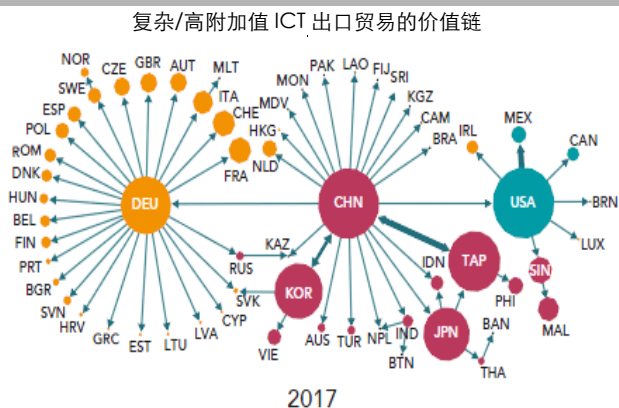 复杂/高附加值 ICT 出口贸易的价值链
NOR
SWE
CZE
GBR
AUT
MLT
ITA
CHE
FRA
ESP
POL
ROM
DNK
HUN
BEL
FIN
PRT
BGR
SVN
HRV
GRC
EST
LTU
LVA
CYP
SVK
RUS
DEU
KAZ
MON
PAK
LAO
FIJ
SRI
KGZ
CAM
BRA
MDV
HKG
NLD
CHN
KOR
VIE
AUS
TUR
NPL
IND
BTN
IDN
TAP
PHI
JPN
BAN
THA
IRL
MEX
CAN
USA
BRN
LUX
SIN
MAL
2017